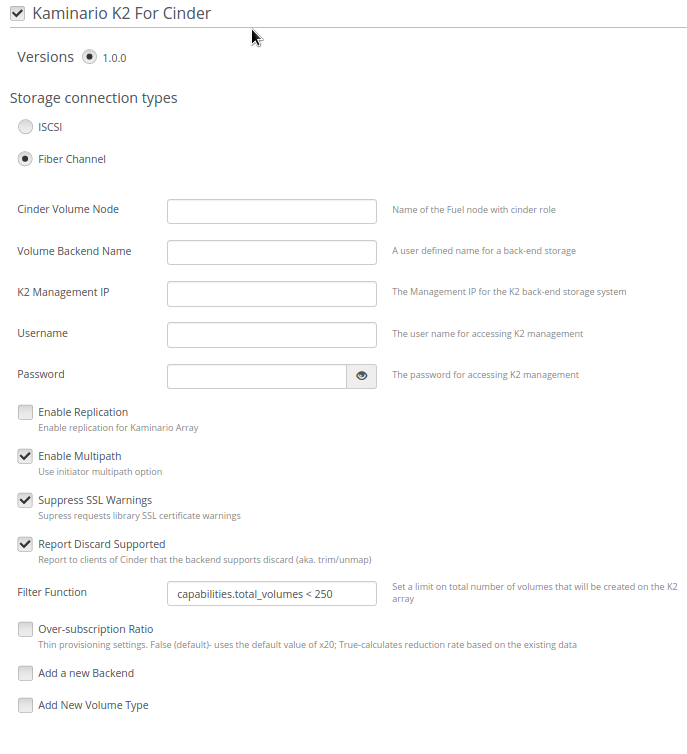 Kaminario K2 For Cinder
Versions 1.0.0
Storage connection types
ISCSI
Fiber Channel
Cinder Volume Node Name of the Fuel node with cinder role
Volume Backend Name A user defined name for a back-end storage
K2 Management IP The Management IP for the K2 back-end storage system
Username The user name for accessing K2 management
Password The password for accessing K2 management
Enable Replication
Enable replication for Kaminario Array
Enable Multipath
Use initiator multipath option
Suppress SSL Warnings
Supress requests library SSL certificate warnings
Report Discard Supported
Report to clients of Cinder that the backend supports discard (aka. trim/unmap)
Filter Function capabilities.total_volumes < 250 Set a limit on total number of volumes that will be created on the K2
array
Over-subscription Ratio
Thin provisioning settings. False (default)- uses the default value of x20; True-calculates reduction rate based on the existing data
Add a new Backend
Add New Volume Type